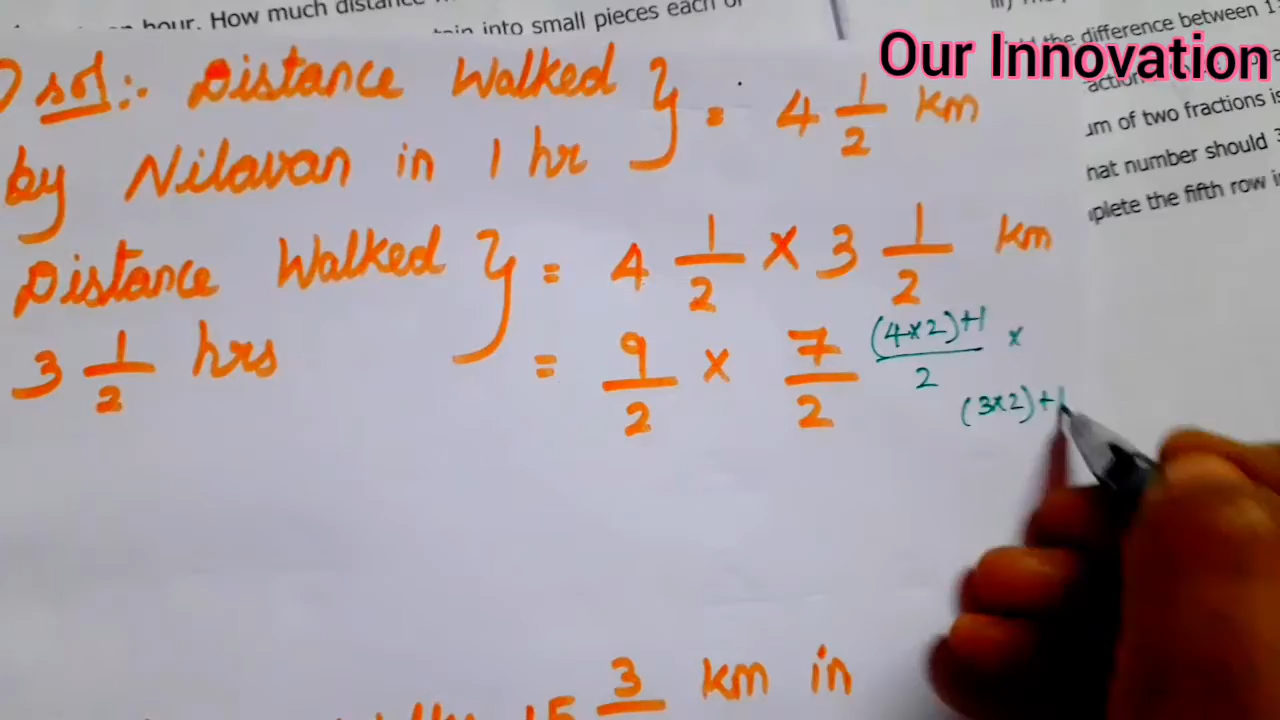 hour. How much distance
into small pieces each of
the difference between
Our Innovation
um of two fractions is
hat number should
plete the fifth row in
sol:- Distance Walked } = 4 1/2 km
by Nilavan in 1 hr
Distance Walked } = 4 1/2 × 3 1/2 km
3 1/2 hrs
= 9/2 × 7/2
(4×2)+1/2 ×
(3×2)+1
15 3 km in